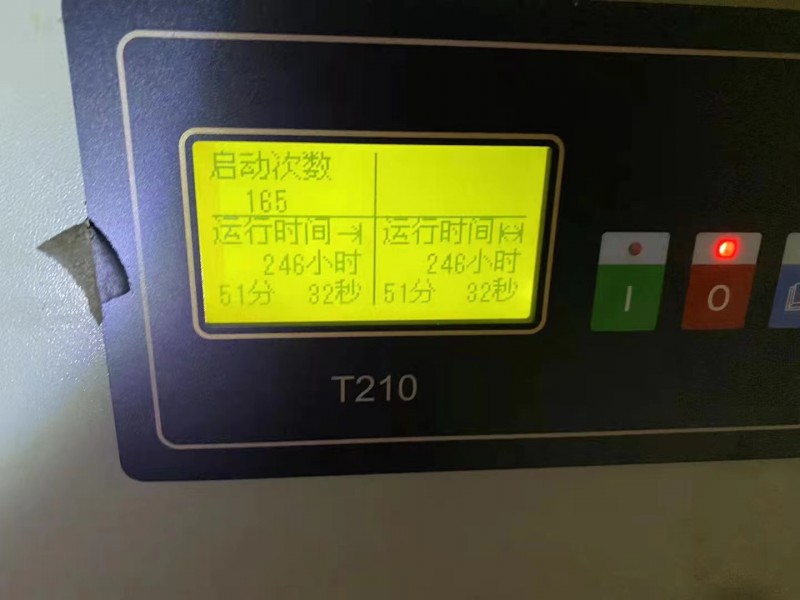 启动次数
165
运行时间→| 运行时间|↔|
246小时 246小时
51分 32秒 51分 32秒
T210
I O